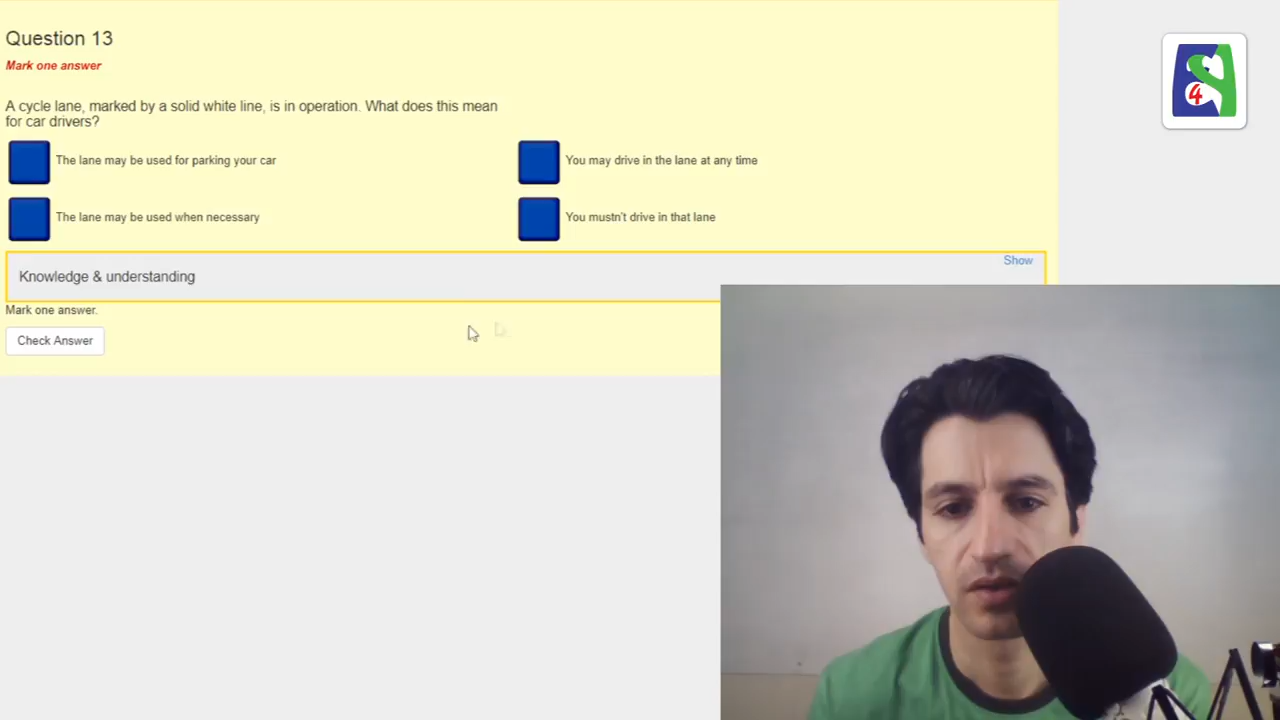 Question 13
Mark one answer
A cycle lane, marked by a solid white line, is in operation. What does this mean
for car drivers?
The lane may be used for parking your car
You may drive in the lane at any time
The lane may be used when necessary
You mustn't drive in that lane
Show
Knowledge & understanding
Mark one answer.
Check Answer
4